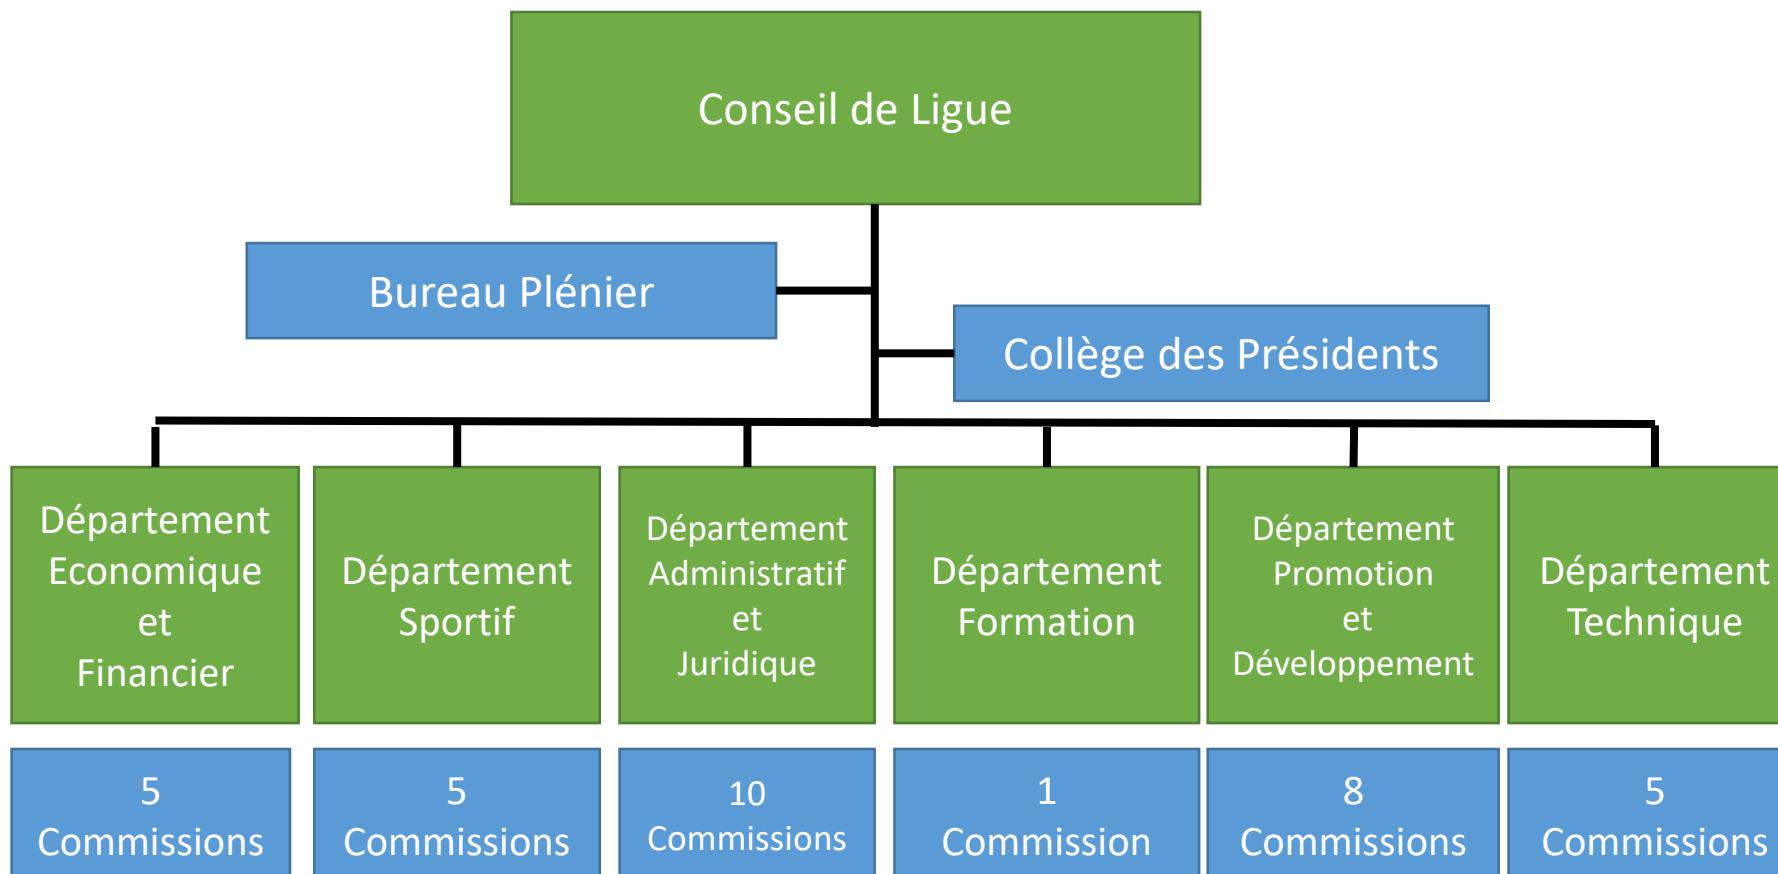 Conseil de Ligue
Bureau Plénier
Collège des Présidents
Département
Economique
et
Financier
Département
Sportif
Département
Administratif
et
Juridique
Département
Formation
Département
Promotion
et
Développement
Département
Technique
5
Commissions
5
Commissions
10
Commissions
1
Commission
8
Commissions
5
Commissions